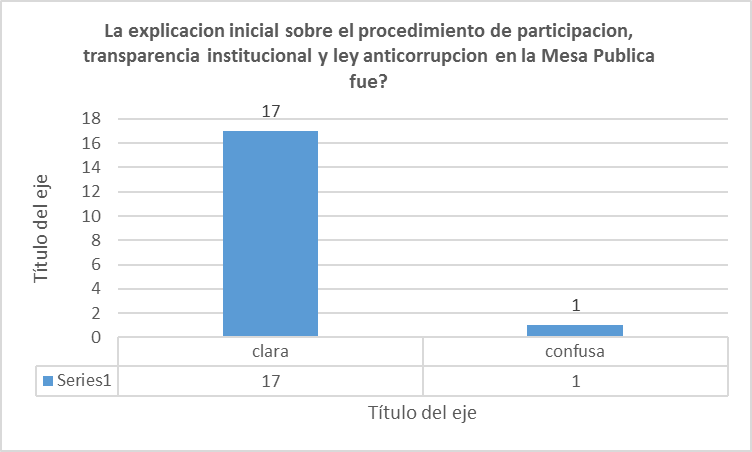 La explicacion inicial sobre el procedimiento de participacion,
transparencia institucional y ley anticorrupcion en la Mesa Publica
fue?
17
18
16
14
12
10
8
6
4
2
0
Título del eje
1
clara confusa
Series1 17 1
Título del eje